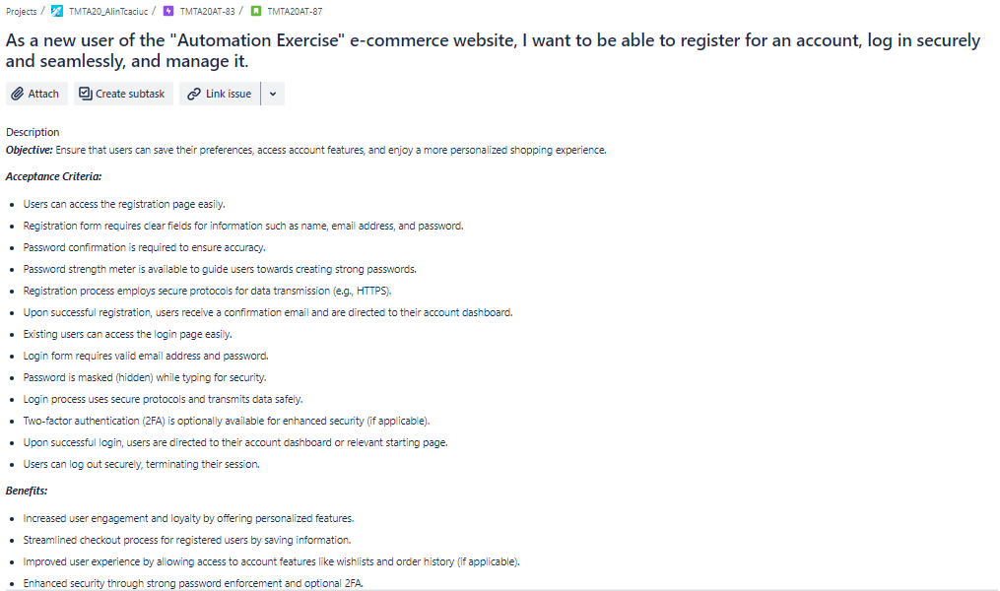 Projects / TMTA20_AlinTcaciuc / TMTA20AT-83 / TMTA20AT-87
As a new user of the "Automation Exercise" e-commerce website, I want to be able to register for an account, log in securely
and seamlessly, and manage it.
Attach Create subtask Link issue
Description
Objective: Ensure that users can save their preferences, access account features, and enjoy a more personalized shopping experience.
Acceptance Criteria:
• Users can access the registration page easily.
• Registration form requires clear fields for information such as name, email address, and password.
• Password confirmation is required to ensure accuracy.
• Password strength meter is available to guide users towards creating strong passwords.
• Registration process employs secure protocols for data transmission (e.g., HTTPS).
• Upon successful registration, users receive a confirmation email and are directed to their account dashboard.
• Existing users can access the login page easily.
• Login form requires valid email address and password.
• Password is masked (hidden) while typing for security.
• Login process uses secure protocols and transmits data safely.
• Two-factor authentication (2FA) is optionally available for enhanced security (if applicable).
• Upon successful login, users are directed to their account dashboard or relevant starting page.
• Users can log out securely, terminating their session.
Benefits:
• Increased user engagement and loyalty by offering personalized features.
• Streamlined checkout process for registered users by saving information.
• Improved user experience by allowing access to account features like wishlists and order history (if applicable).
• Enhanced security through strong password enforcement and optional 2FA.